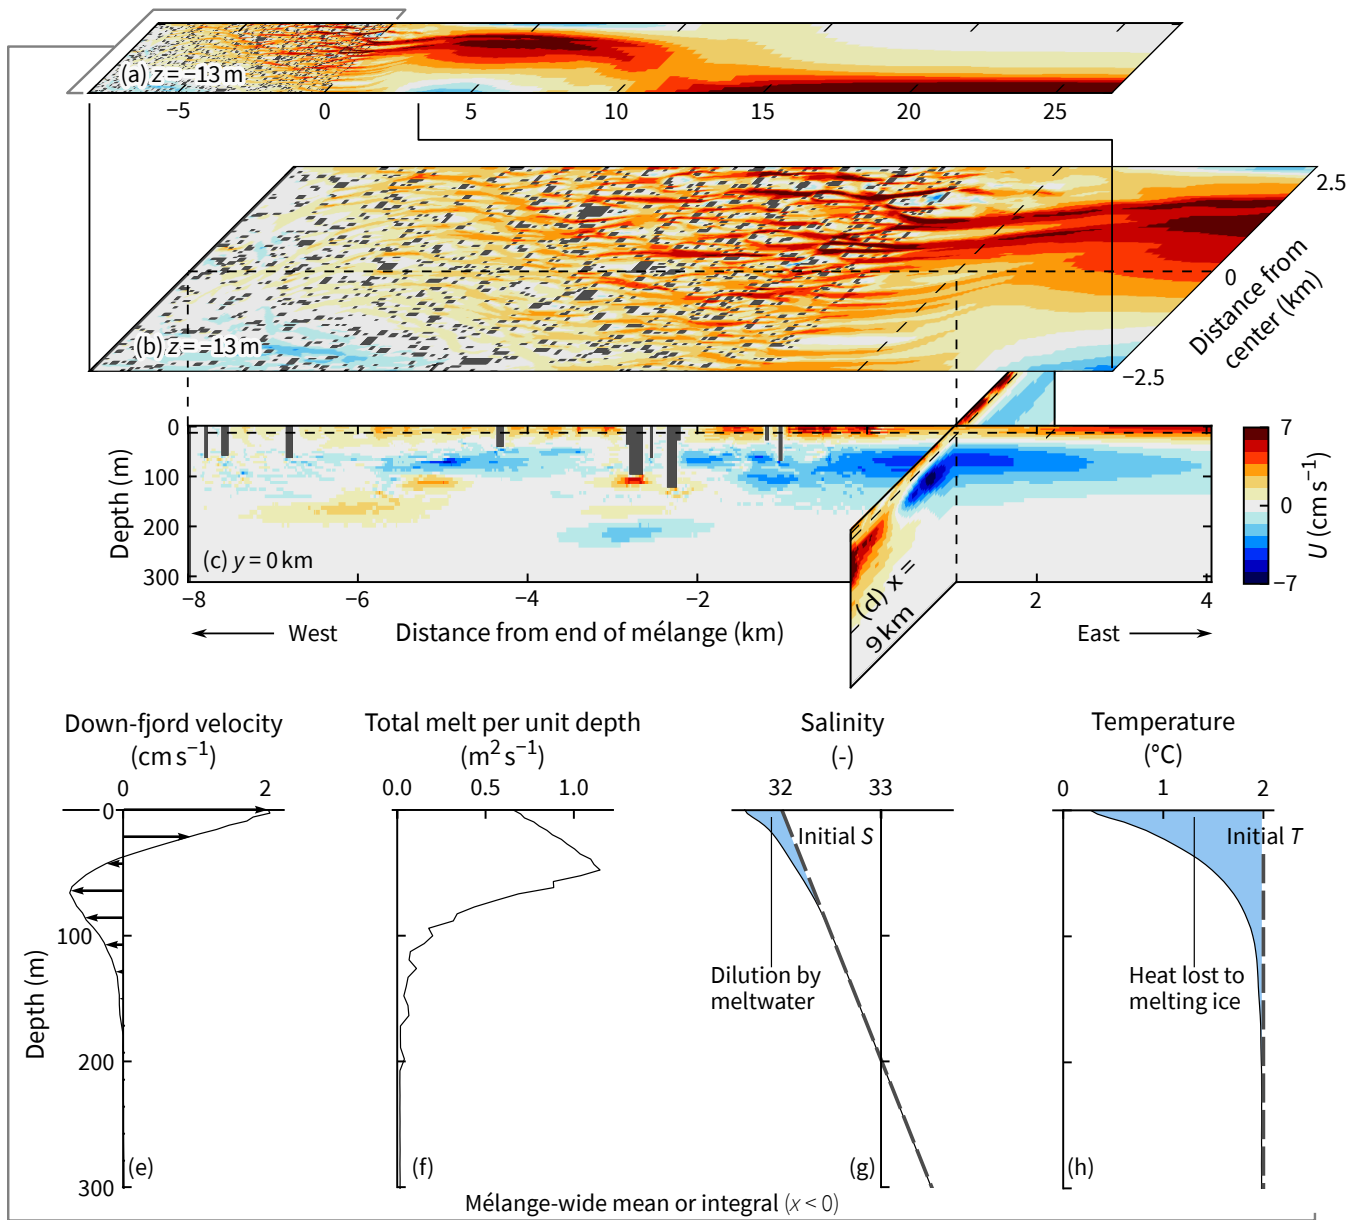 (a) z = −13 m
−5 0 5 10 15 20 25
2.5
0
−2.5
Distance from
center (km)
(b) z = −13 m
0
100
200
300
Depth (m)
(c) y = 0 km
(d) x =
9 km
7
0
−7
U (cm s⁻¹)
−8 −6 −4 −2 2 4
West
Distance from end of mélange (km)
East
Down-fjord velocity
(cm s⁻¹)
0 2
0
100
200
300
Depth (m)
(e)
Total melt per unit depth
(m² s⁻¹)
0.0 0.5 1.0
(f)
Salinity
(-)
32 33
Initial S
Dilution by
meltwater
(g)
Temperature
(°C)
0 1 2
Initial T
Heat lost to
melting ice
(h)
Mélange-wide mean or integral (x < 0)